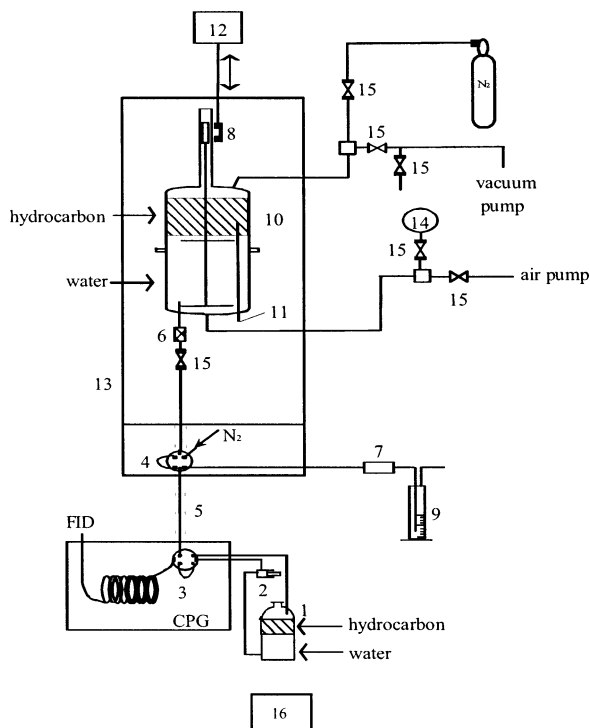 12
N₂
15
8
15
15
vacuum
pump
hydrocarbon
10
14
15
air pump
water
15
11
6
15
13
N₂
4
7
5
9
FID
3
2
1
CPG
hydrocarbon
water
16